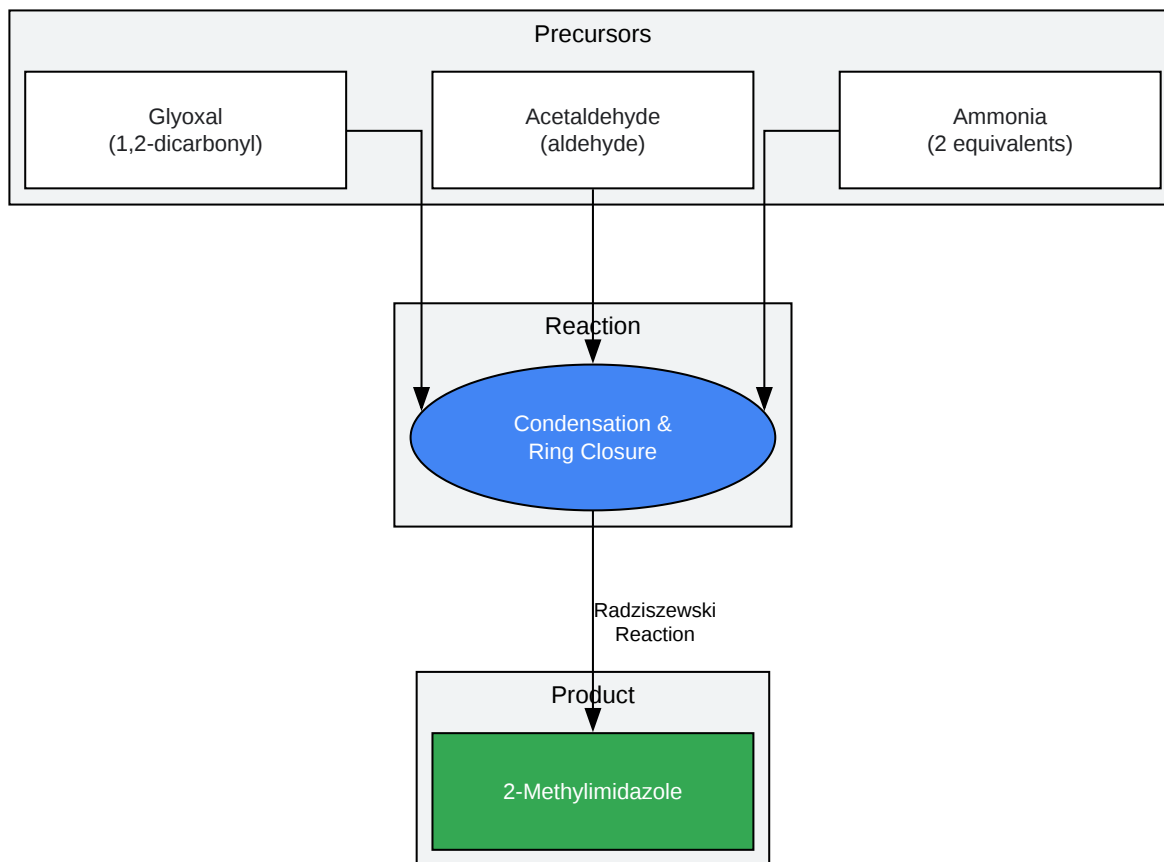 Precursors
Glyoxal
(1,2-dicarbonyl)
Acetaldehyde
(aldehyde)
Ammonia
(2 equivalents)
Reaction
Condensation &
Ring Closure
Radziszewski
Reaction
Product
2-Methylimidazole